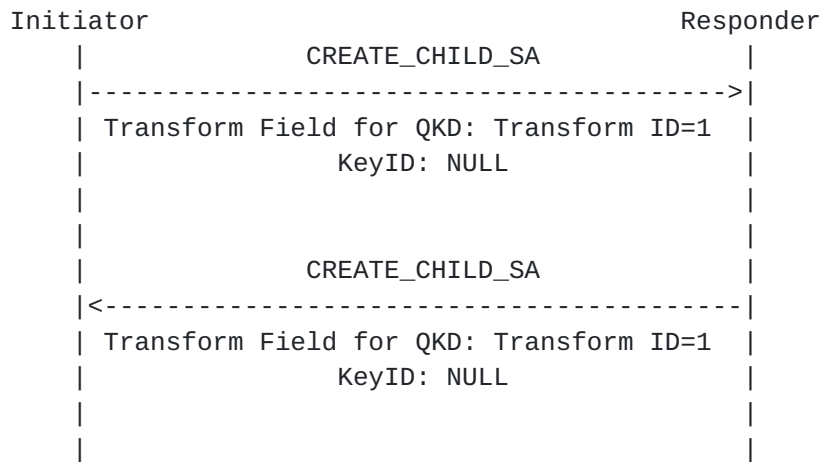 Initiator Responder
| CREATE_CHILD_SA |
|----------------------------------------->|
| Transform Field for QKD: Transform ID=1 |
| KeyID: NULL |
| |
| |
| CREATE_CHILD_SA |
|<-----------------------------------------|
| Transform Field for QKD: Transform ID=1 |
| KeyID: NULL |
| |
| |